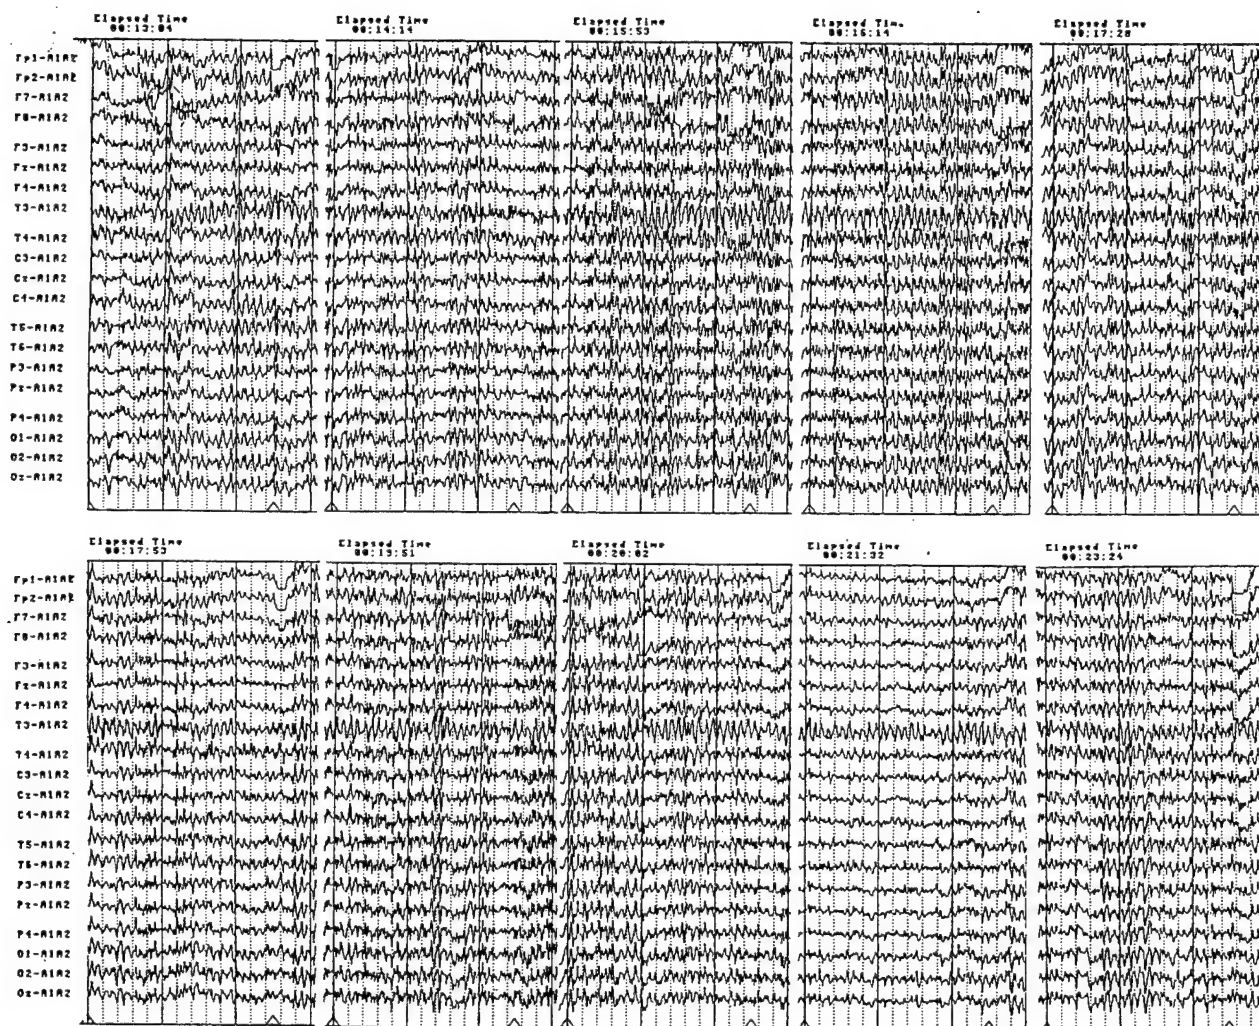 Elapsed Time Elapsed Time Elapsed Time Elapsed Time Elapsed Time
00:13:04 00:14:14 00:15:53 00:16:14 00:17:28
Fp1-A1A2
Fp2-A1A2
F7-A1A2
F8-A1A2
F3-A1A2
Fz-A1A2
F4-A1A2
T3-A1A2
T4-A1A2
C3-A1A2
Cz-A1A2
C4-A1A2
T5-A1A2
T6-A1A2
P3-A1A2
Pz-A1A2
P4-A1A2
O1-A1A2
O2-A1A2
Oz-A1A2
Elapsed Time Elapsed Time Elapsed Time Elapsed Time Elapsed Time
00:17:53 00:19:51 00:20:02 00:21:32 00:23:24
Fp1-A1A2
Fp2-A1A2
F7-A1A2
F8-A1A2
F3-A1A2
Fz-A1A2
F4-A1A2
T3-A1A2
T4-A1A2
C3-A1A2
Cz-A1A2
C4-A1A2
T5-A1A2
T6-A1A2
P3-A1A2
Pz-A1A2
P4-A1A2
O1-A1A2
O2-A1A2
Oz-A1A2